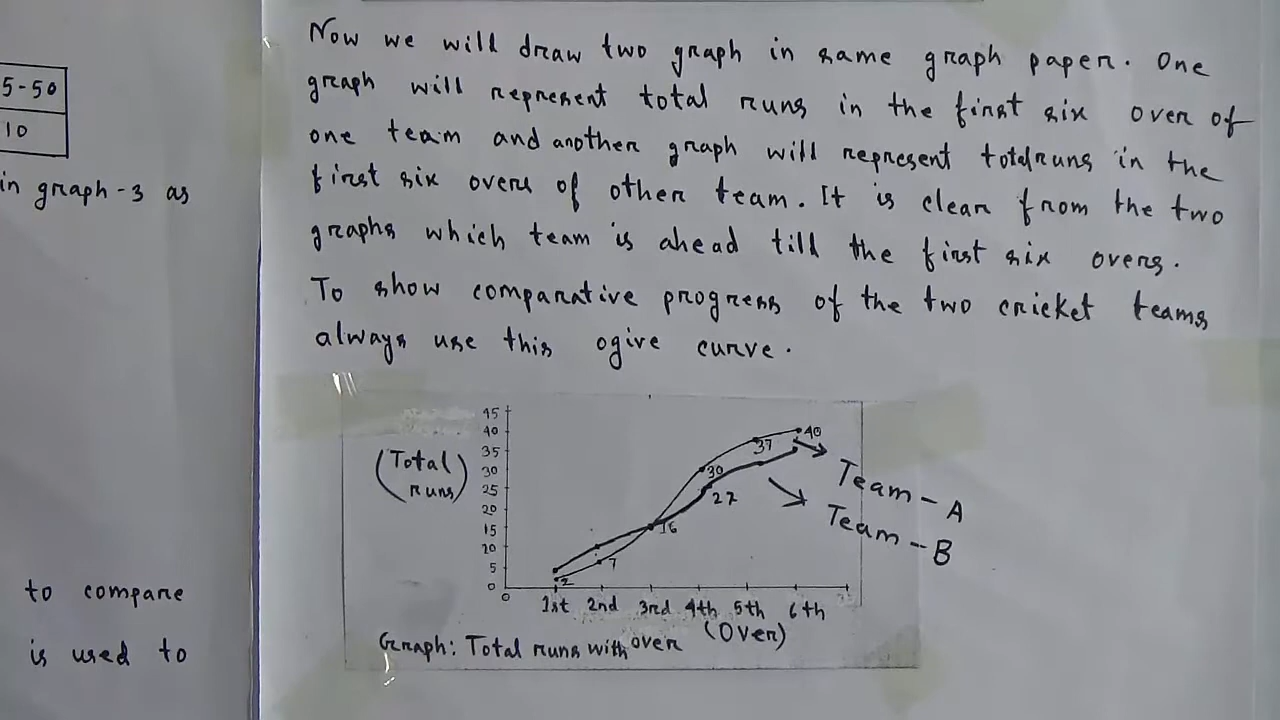 5-50
10
in graph-3 as
to compare
is used to
Now we will draw two graph in same graph paper. One
graph will represent total runs in the first six over of
one team and another graph will represent total runs in the
first six overs of other team. It is clear from the two
graphs which team is ahead till the first six overs.
To show comparative progress of the two cricket teams
always use this ogive curve.
(Total runs)
45
40
35
30
25
20
15
10
5
0
0
2
7
16
30
27
37
40
Team-A
Team-B
1st 2nd 3rd 4th 5th 6th
(Over)
Graph: Total runs with over